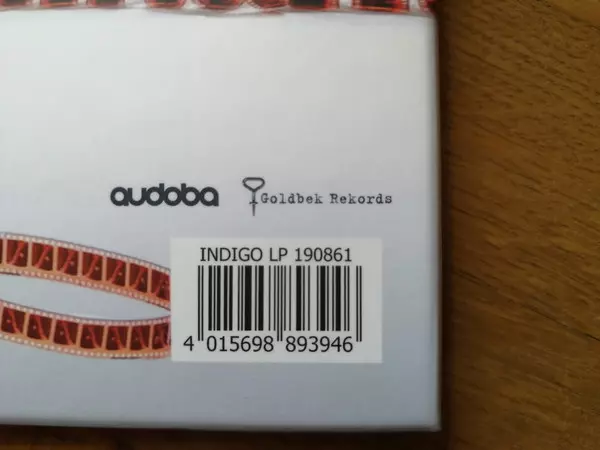 audoba
Goldbek Rekords
INDIGO LP 190861
4 015698 893946